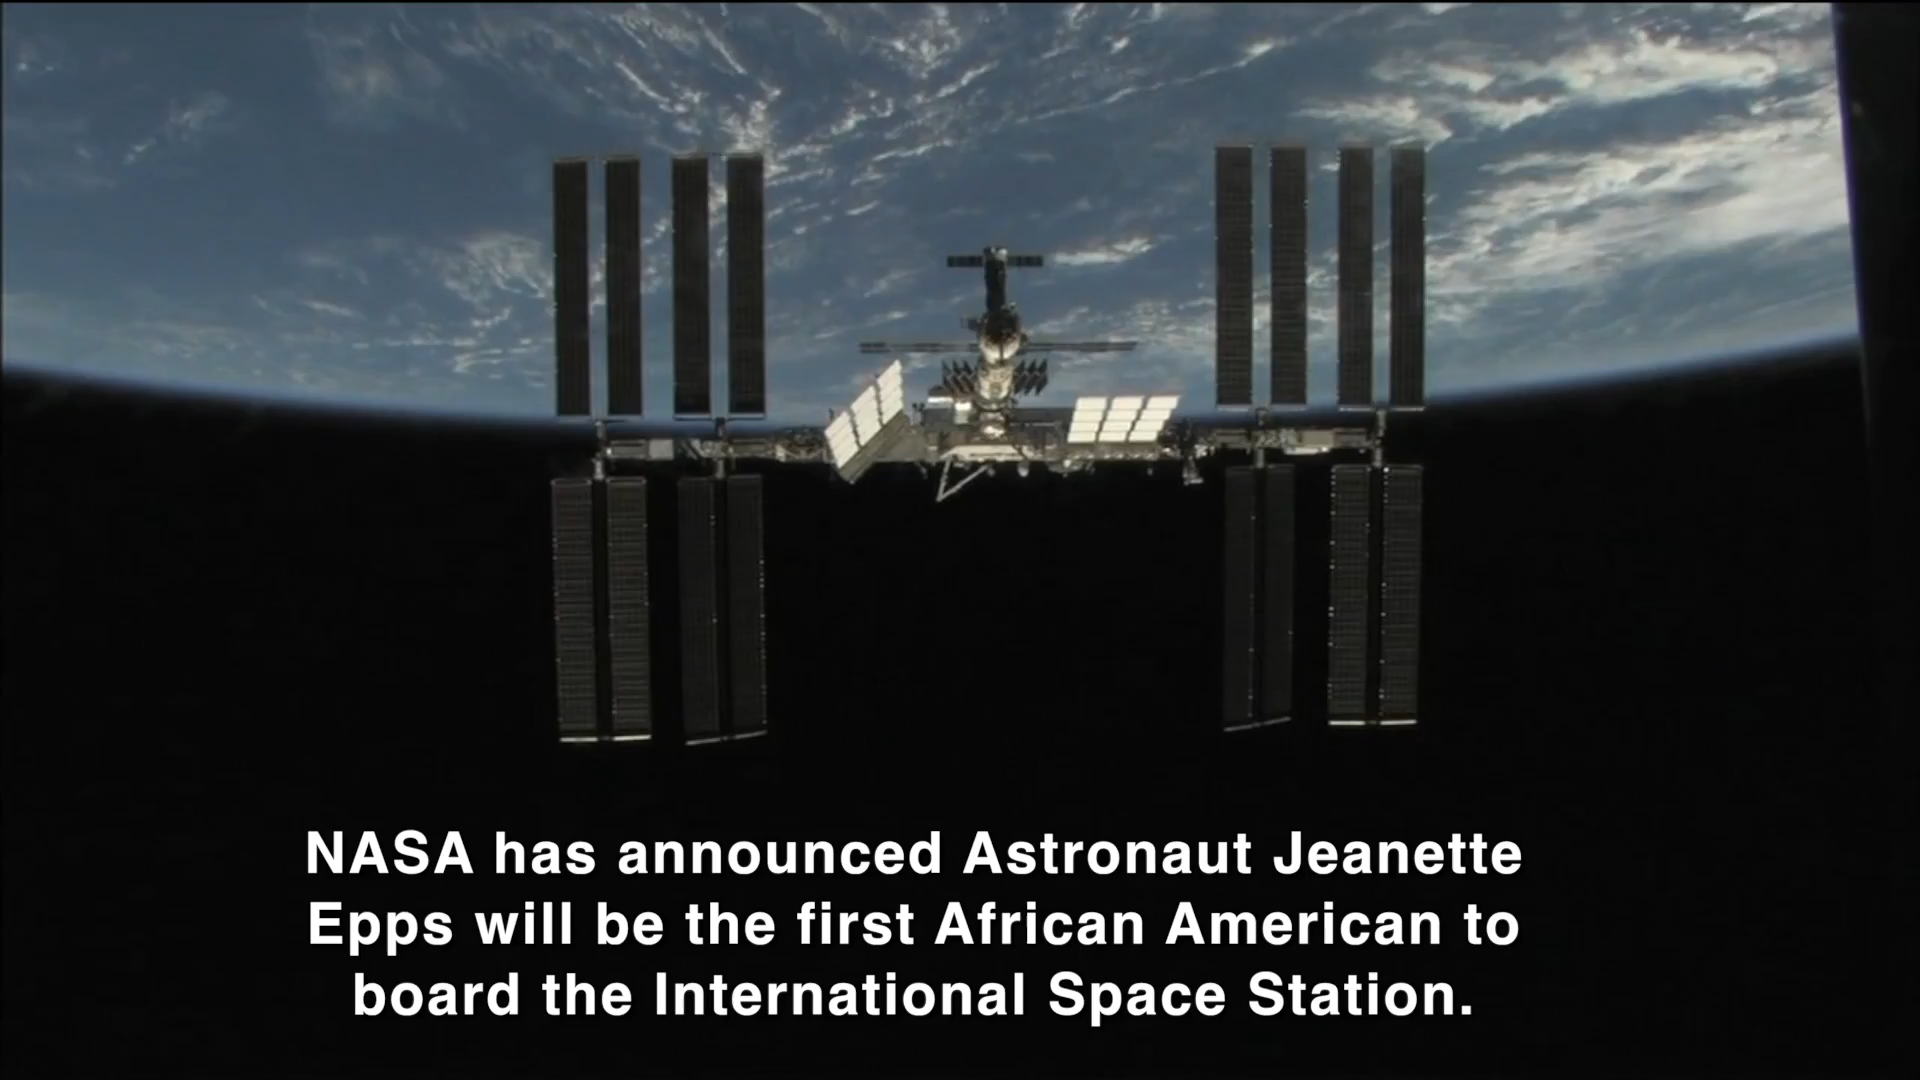 NASA has announced Astronaut Jeanette
Epps will be the first African American to
board the International Space Station.